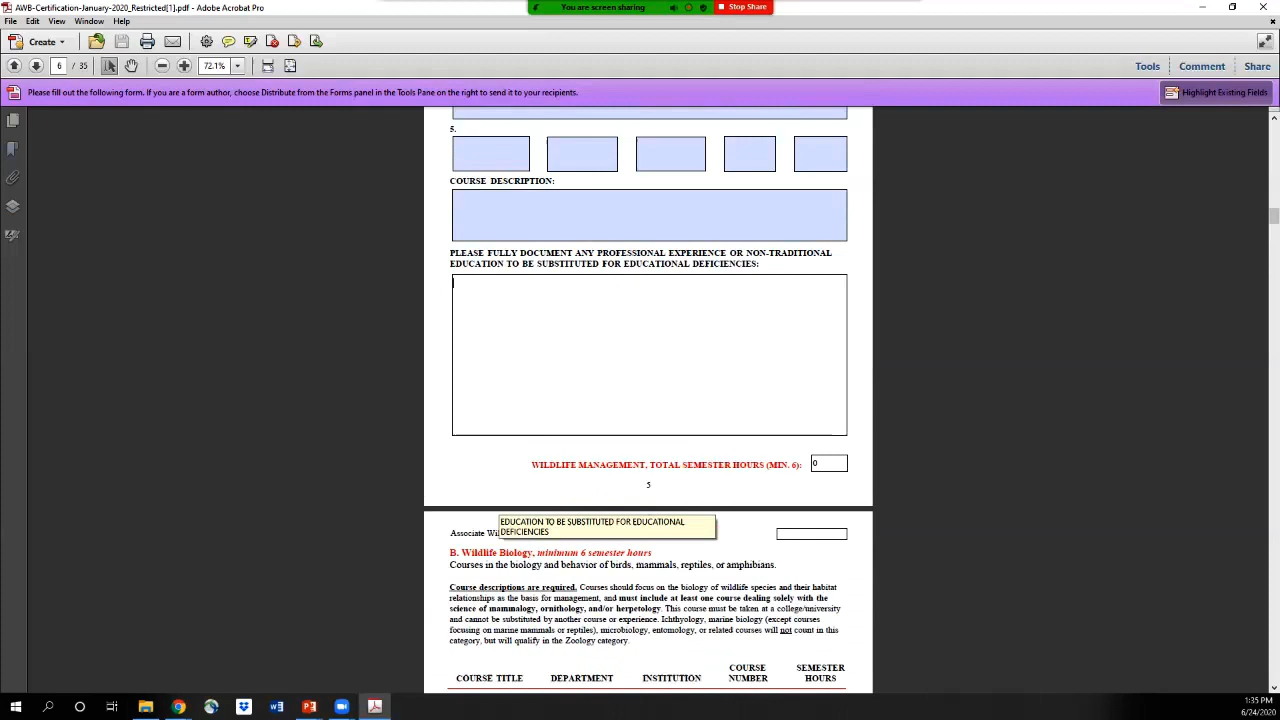 AWB-Certification-January-2020_Restricted[1].pdf - Adobe Acrobat Pro
You are screen sharing
Stop Share
File Edit View Window Help
Create
6 / 35
72.1%
Tools Comment Share
Please fill out the following form. If you are a form author, choose Distribute from the Forms panel in the Tools Pane on the right to send it to your recipients.
Highlight Existing Fields
5.
COURSE DESCRIPTION:
PLEASE FULLY DOCUMENT ANY PROFESSIONAL EXPERIENCE OR NON-TRADITIONAL
EDUCATION TO BE SUBSTITUTED FOR EDUCATIONAL DEFICIENCIES:
WILDLIFE MANAGEMENT, TOTAL SEMESTER HOURS (MIN. 6): 0
5
EDUCATION TO BE SUBSTITUTED FOR EDUCATIONAL
DEFICIENCIES
Associate Wi
B. Wildlife Biology, minimum 6 semester hours
Courses in the biology and behavior of birds, mammals, reptiles, or amphibians.
Course descriptions are required. Courses should focus on the biology of wildlife species and their habitat
relationships as the basis for management, and must include at least one course dealing solely with the
science of mammalogy, ornithology, and/or herpetology. This course must be taken at a college/university
and cannot be substituted by another course or experience. Ichthyology, marine biology (except courses
focusing on marine mammals or reptiles), microbiology, entomology, or related courses will not count in this
category, but will qualify in the Zoology category.
COURSE SEMESTER
COURSE TITLE DEPARTMENT INSTITUTION NUMBER HOURS
1:35 PM
6/24/2020